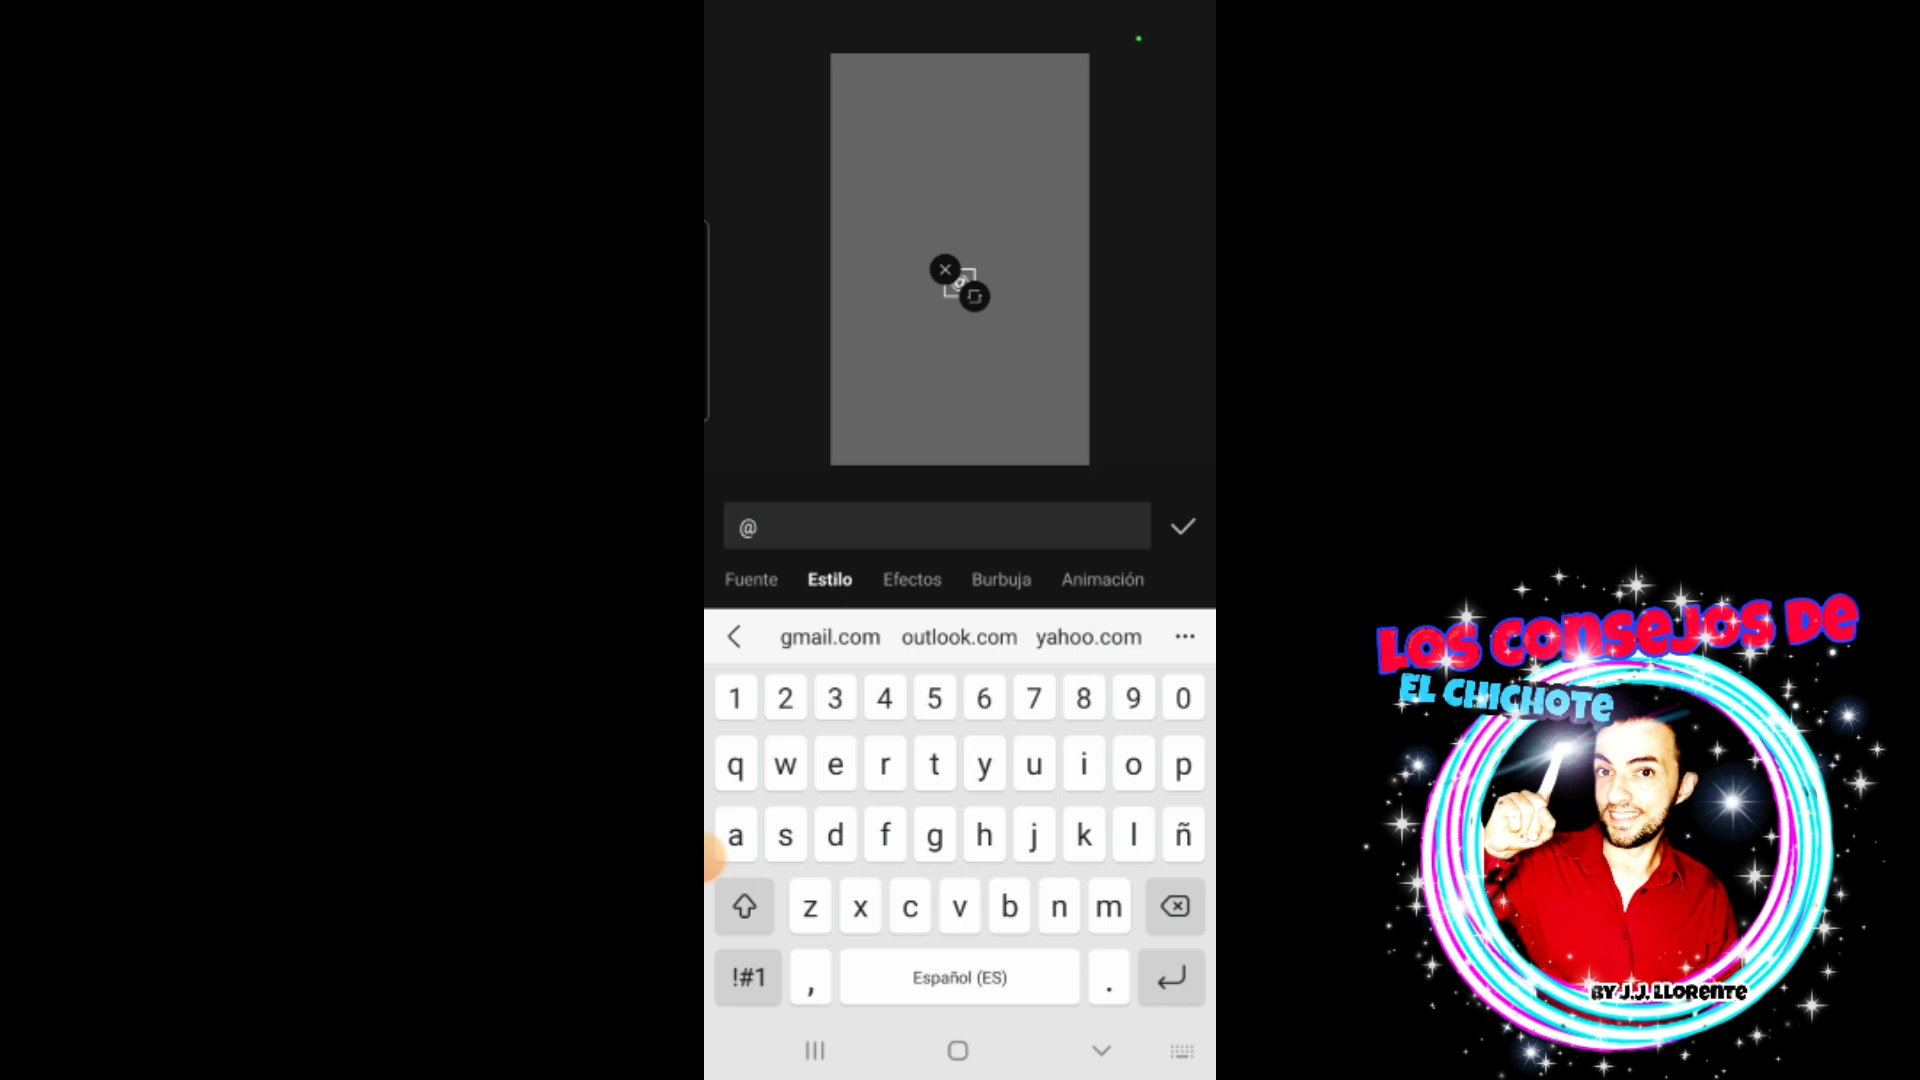 @
@
Fuente Estilo Efectos Burbuja Animación
gmail.com outlook.com yahoo.com ...
1 2 3 4 5 6 7 8 9 0
q w e r t y u i o p
a s d f g h j k l ñ
z x c v b n m
!#1 , Español (ES) .
LOS CONSEJOS DE
EL CHICHOTE
BY J.J. LLORENTE